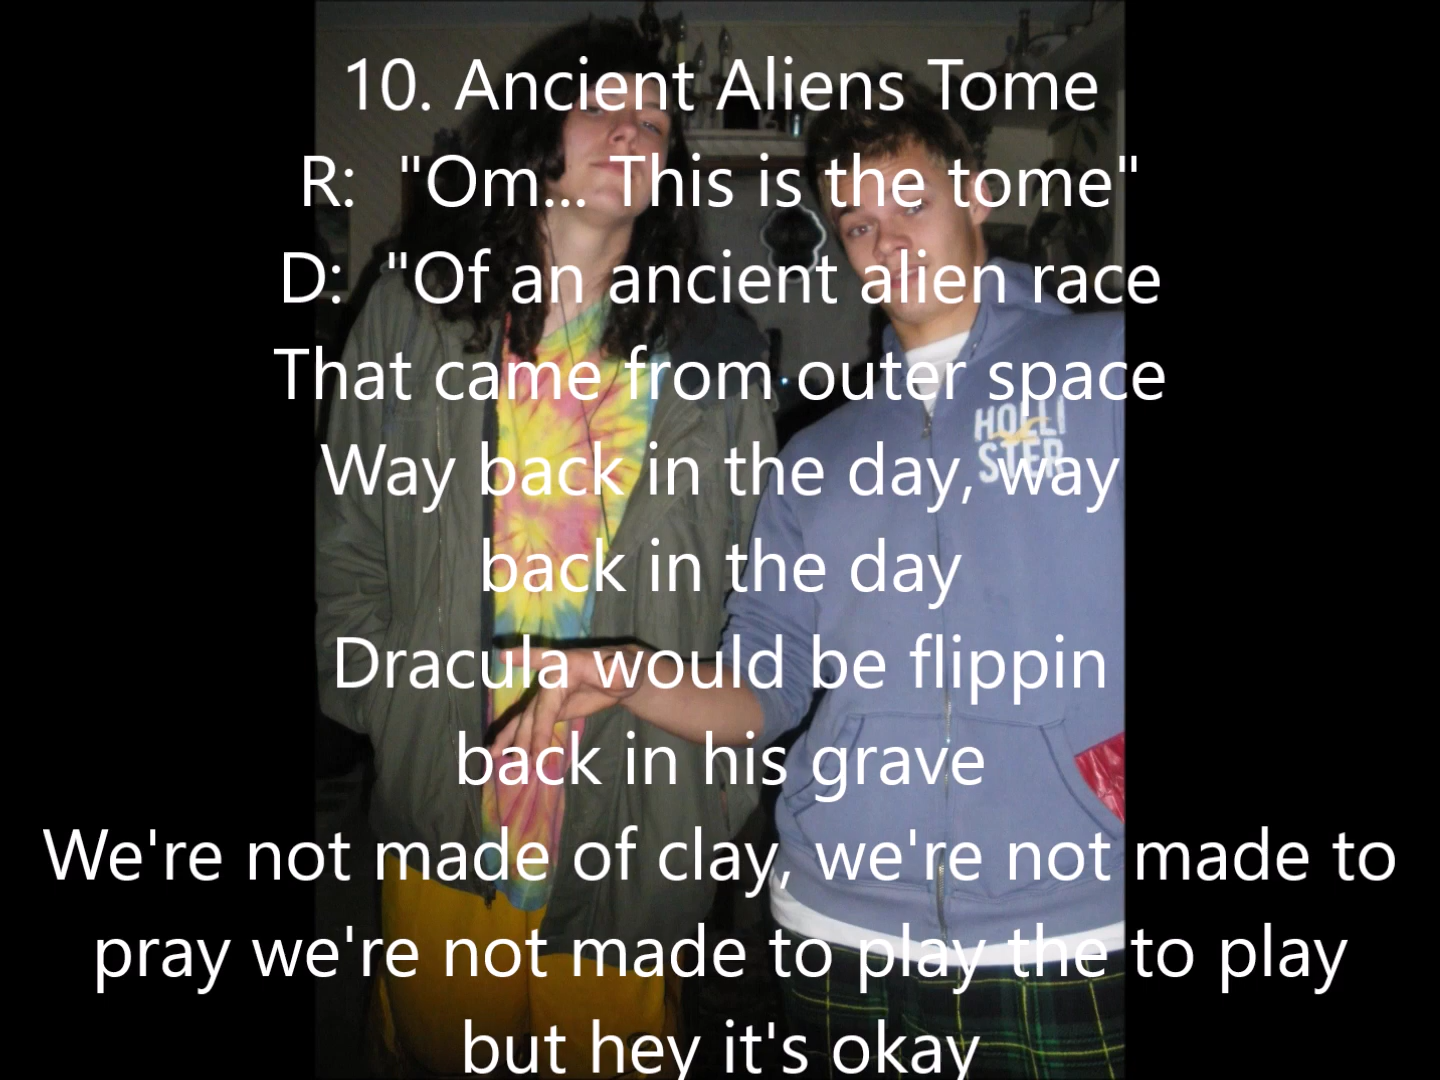 10. Ancient Aliens Tome
R:  "Om... This is the tome"
D:  "Of an ancient alien race
That came from outer space
Way back in the day, way
back in the day
Dracula would be flippin
back in his grave
We're not made of clay, we're not made to
pray we're not made to play the to play
but hey it's okay
HOLLI
STER